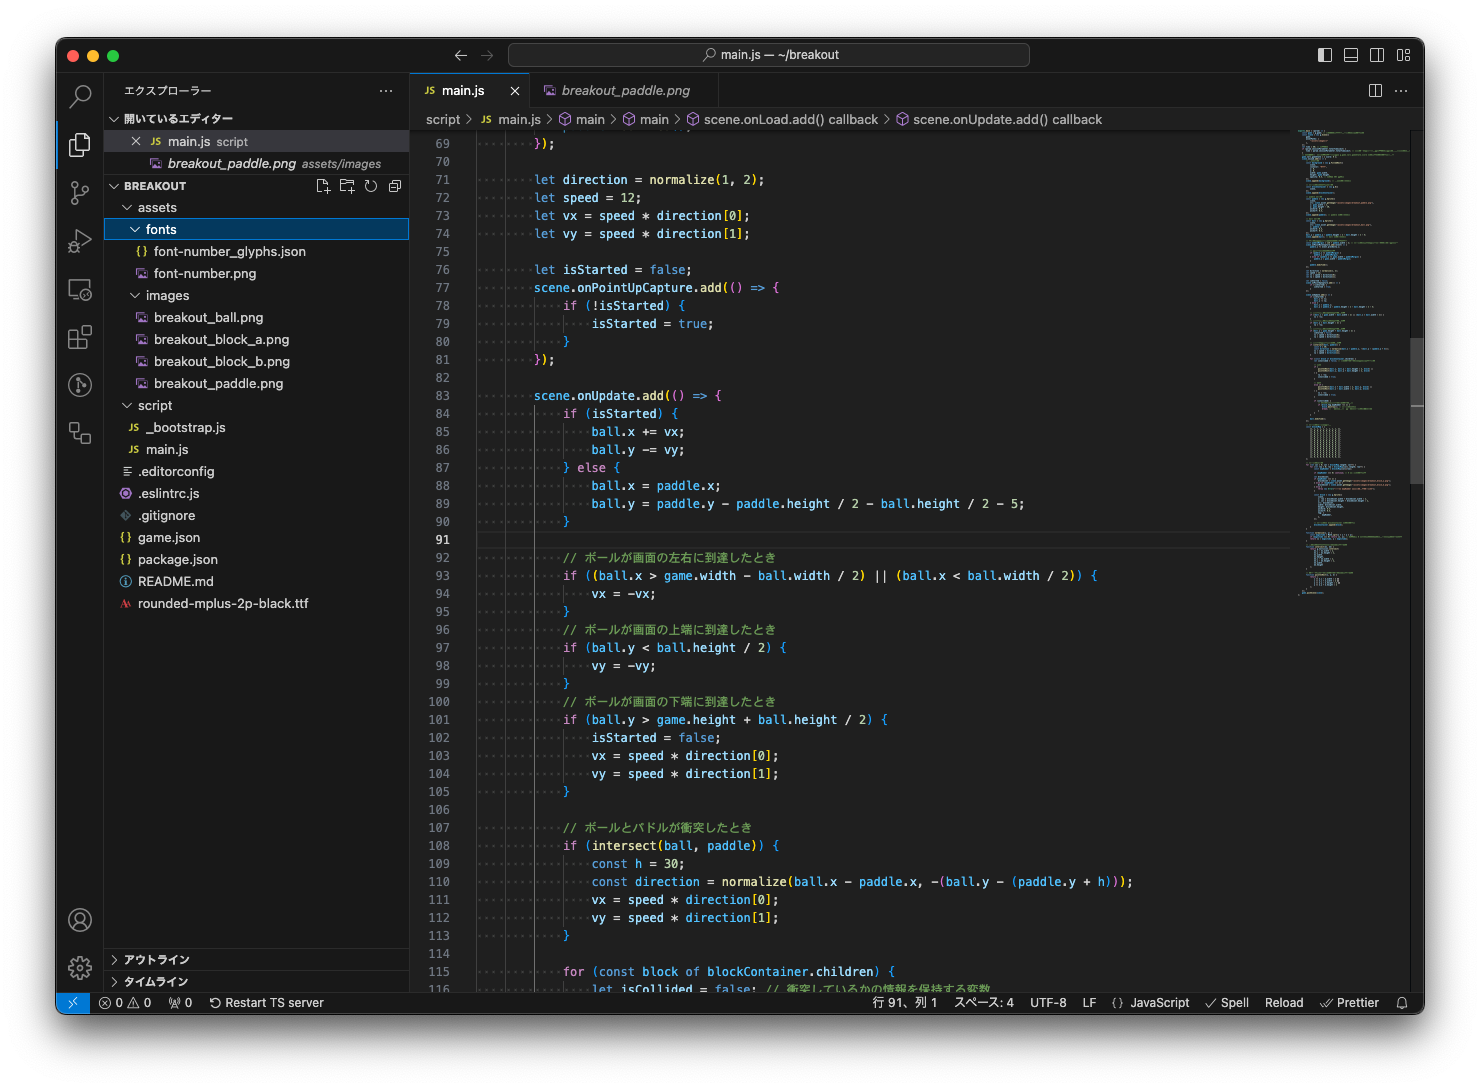 main.js — ~/breakout
エクスプローラー
開いているエディター
JS main.js script
breakout_paddle.png assets/images
BREAKOUT
assets
fonts
{} font-number_glyphs.json
font-number.png
images
breakout_ball.png
breakout_block_a.png
breakout_block_b.png
breakout_paddle.png
script
JS _bootstrap.js
JS main.js
.editorconfig
.eslintrc.js
.gitignore
{} game.json
{} package.json
README.md
rounded-mplus-2p-black.ttf
アウトライン
タイムライン
JS main.js
breakout_paddle.png
script > JS main.js > main > main > scene.onLoad.add() callback > scene.onUpdate.add() callback
69 });
70
71 let direction = normalize(1, 2);
72 let speed = 12;
73 let vx = speed * direction[0];
74 let vy = speed * direction[1];
75
76 let isStarted = false;
77 scene.onPointUpCapture.add(() => {
78 if (!isStarted) {
79 isStarted = true;
80 }
81 });
82
83 scene.onUpdate.add(() => {
84 if (isStarted) {
85 ball.x += vx;
86 ball.y -= vy;
87 } else {
88 ball.x = paddle.x;
89 ball.y = paddle.y - paddle.height / 2 - ball.height / 2 - 5;
90 }
91
92 // ボールが画面の左右に到達したとき
93 if ((ball.x > game.width - ball.width / 2) || (ball.x < ball.width / 2)) {
94 vx = -vx;
95 }
96 // ボールが画面の上端に到達したとき
97 if (ball.y < ball.height / 2) {
98 vy = -vy;
99 }
100 // ボールが画面の下端に到達したとき
101 if (ball.y > game.height + ball.height / 2) {
102 isStarted = false;
103 vx = speed * direction[0];
104 vy = speed * direction[1];
105 }
106
107 // ボールとパドルが衝突したとき
108 if (intersect(ball, paddle)) {
109 const h = 30;
110 const direction = normalize(ball.x - paddle.x, -(ball.y - (paddle.y + h)));
111 vx = speed * direction[0];
112 vy = speed * direction[1];
113 }
114
115 for (const block of blockContainer.children) {
116 let isCollided = false; // 衝突しているかの情報を保持する変数
0 0 0 Restart TS server
行 91、列 1 スペース: 4 UTF-8 LF {} JavaScript Spell Reload Prettier